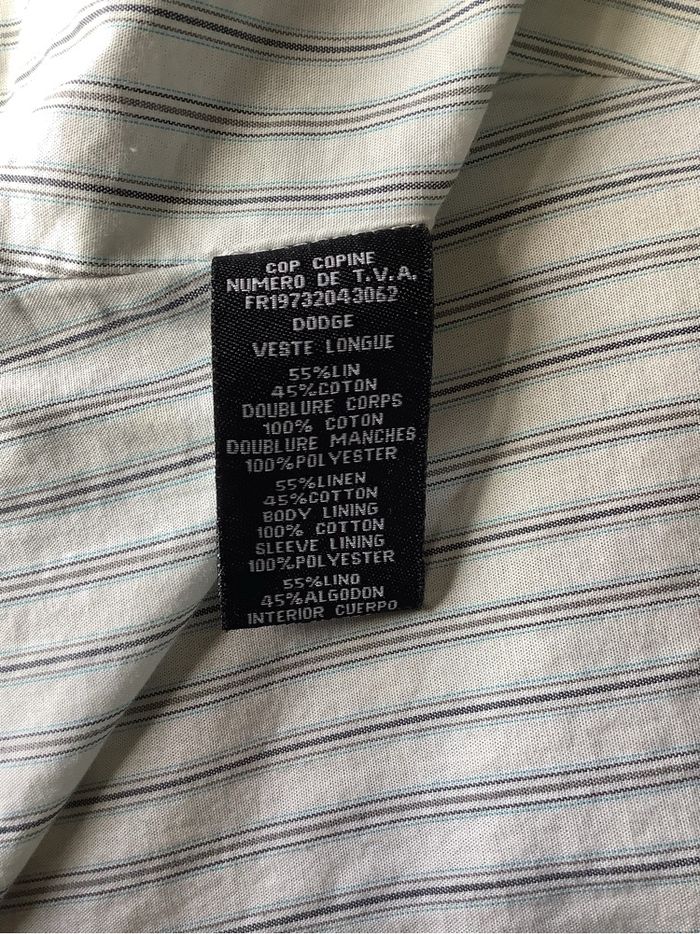 COP COPINE
NUMERO DE T.V.A.
FR19732043062
DODGE
VESTE LONGUE
55%LIN
45%COTON
DOUBLURE CORPS
100% COTON
DOUBLURE MANCHES
100%POLYESTER
55%LINEN
45%COTTON
BODY LINING
100% COTTON
SLEEVE LINING
100%POLYESTER
55%LINO
45%ALGODON
INTERIOR CUERPO